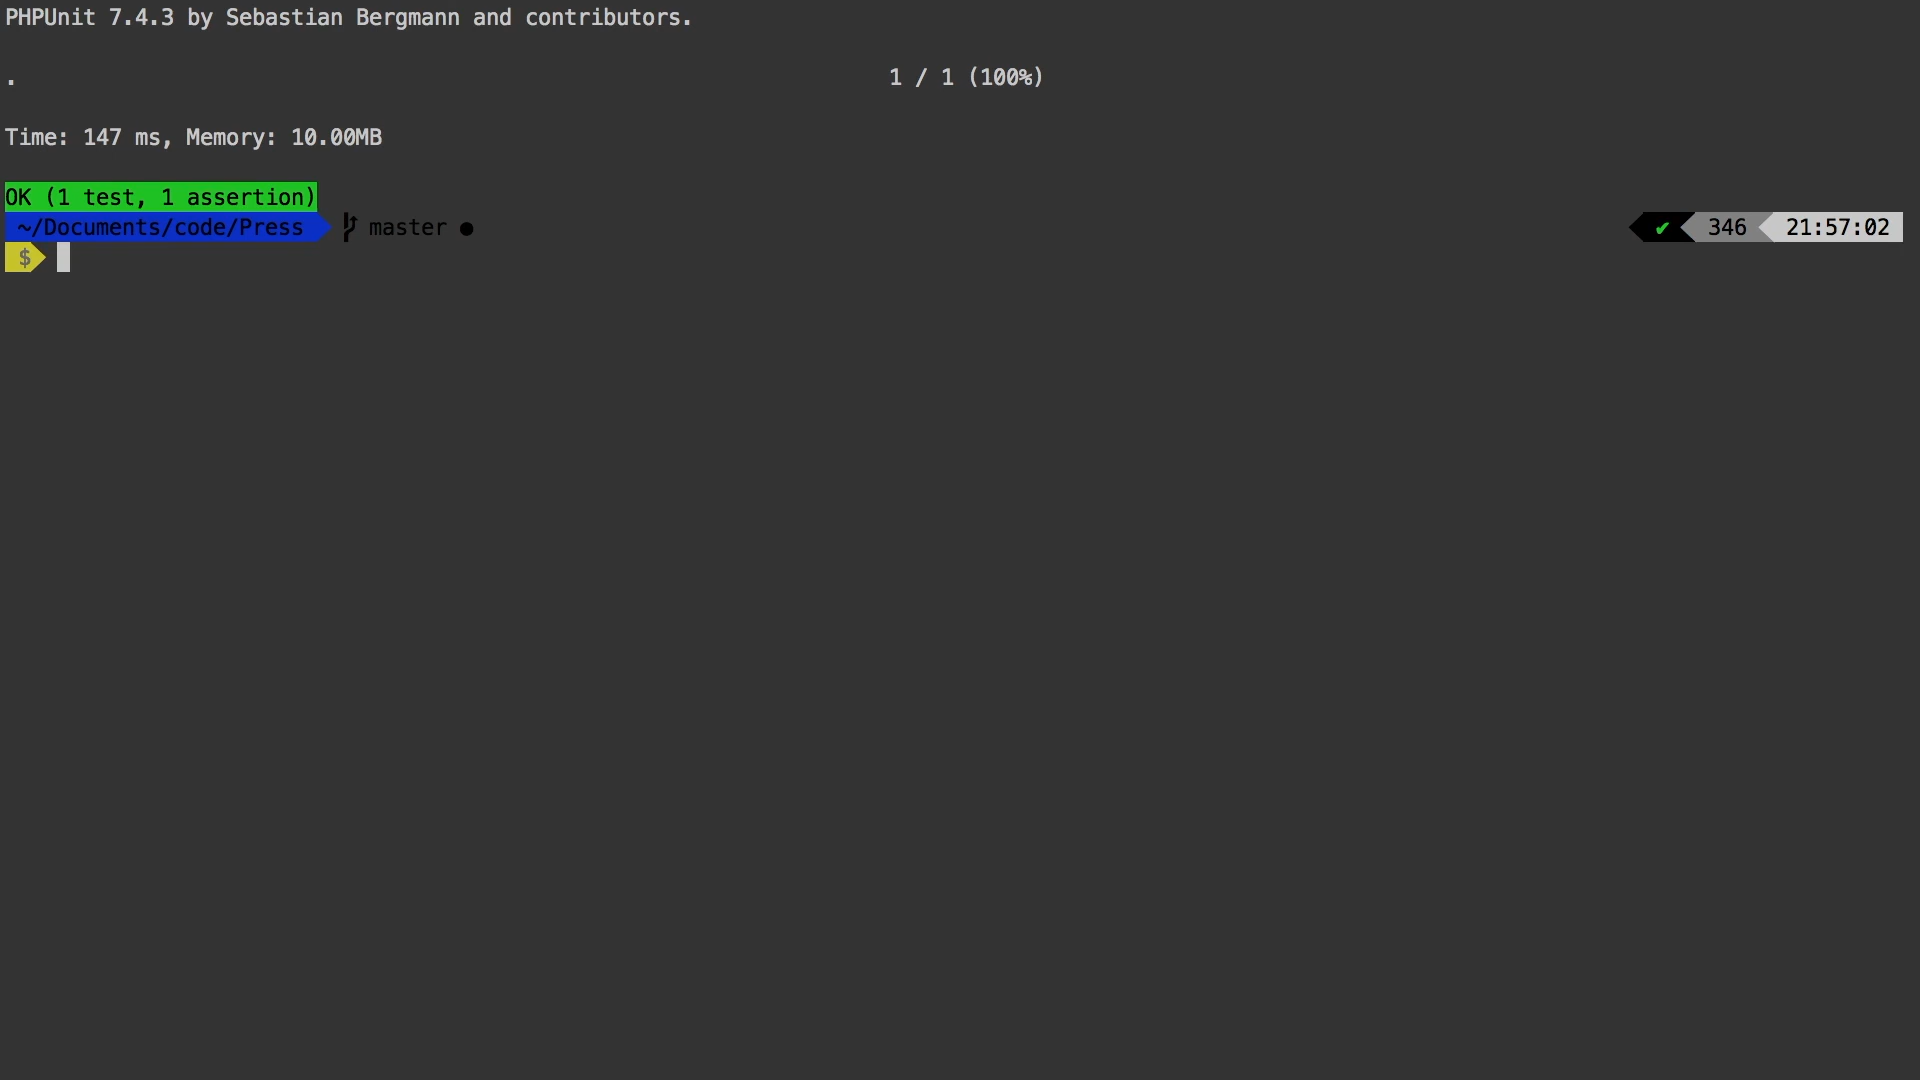 PHPUnit 7.4.3 by Sebastian Bergmann and contributors.
. 1 / 1 (100%)
Time: 147 ms, Memory: 10.00MB
OK (1 test, 1 assertion)
~/Documents/code/Press master ● ✔ 346 21:57:02
$